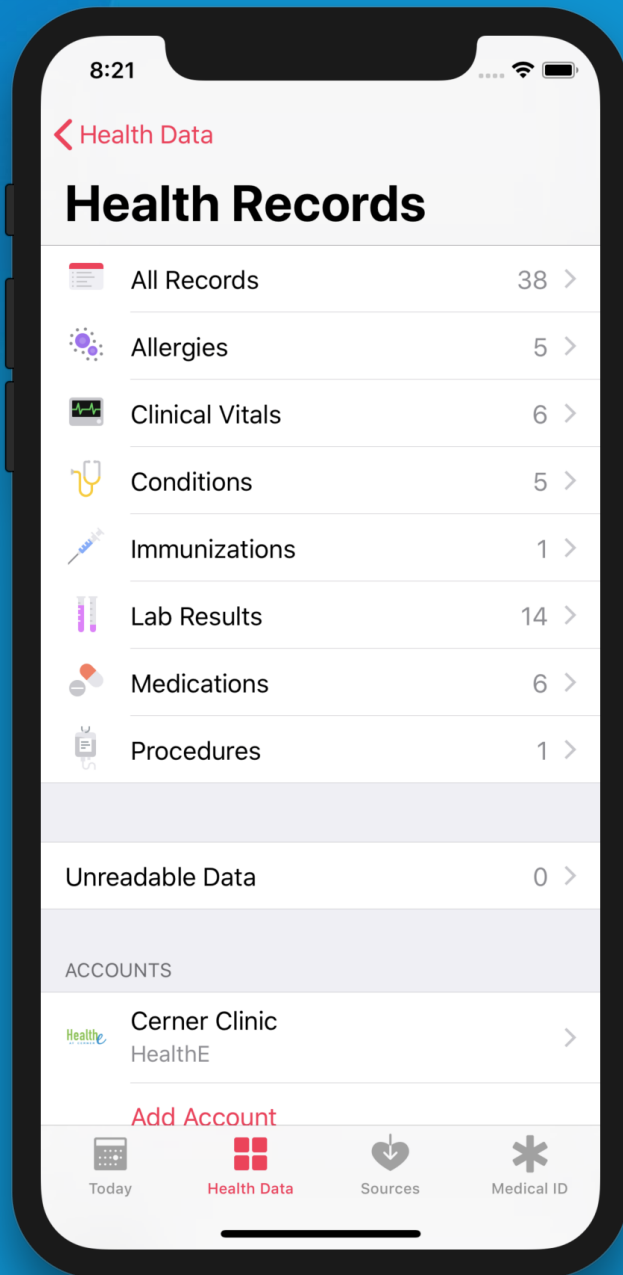 8:21
Health Data
Health Records
All Records 38
Allergies 5
Clinical Vitals 6
Conditions 5
Immunizations 1
Lab Results 14
Medications 6
Procedures 1
Unreadable Data 0
ACCOUNTS
Healthe
Cerner Clinic
HealthE
Add Account
Today Health Data Sources Medical ID